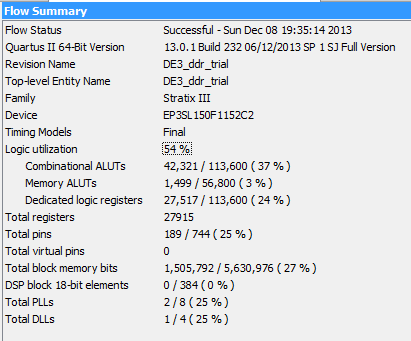 Flow Summary
Flow Status Successful - Sun Dec 08 19:35:14 2013
Quartus II 64-Bit Version 13.0.1 Build 232 06/12/2013 SP 1 SJ Full Version
Revision Name DE3_ddr_trial
Top-level Entity Name DE3_ddr_trial
Family Stratix III
Device EP3SL150F1152C2
Timing Models Final
Logic utilization 54 %
Combinational ALUTs 42,321 / 113,600 ( 37 % )
Memory ALUTs 1,499 / 56,800 ( 3 % )
Dedicated logic registers 27,517 / 113,600 ( 24 % )
Total registers 27915
Total pins 189 / 744 ( 25 % )
Total virtual pins 0
Total block memory bits 1,505,792 / 5,630,976 ( 27 % )
DSP block 18-bit elements 0 / 384 ( 0 % )
Total PLLs 2 / 8 ( 25 % )
Total DLLs 1 / 4 ( 25 % )